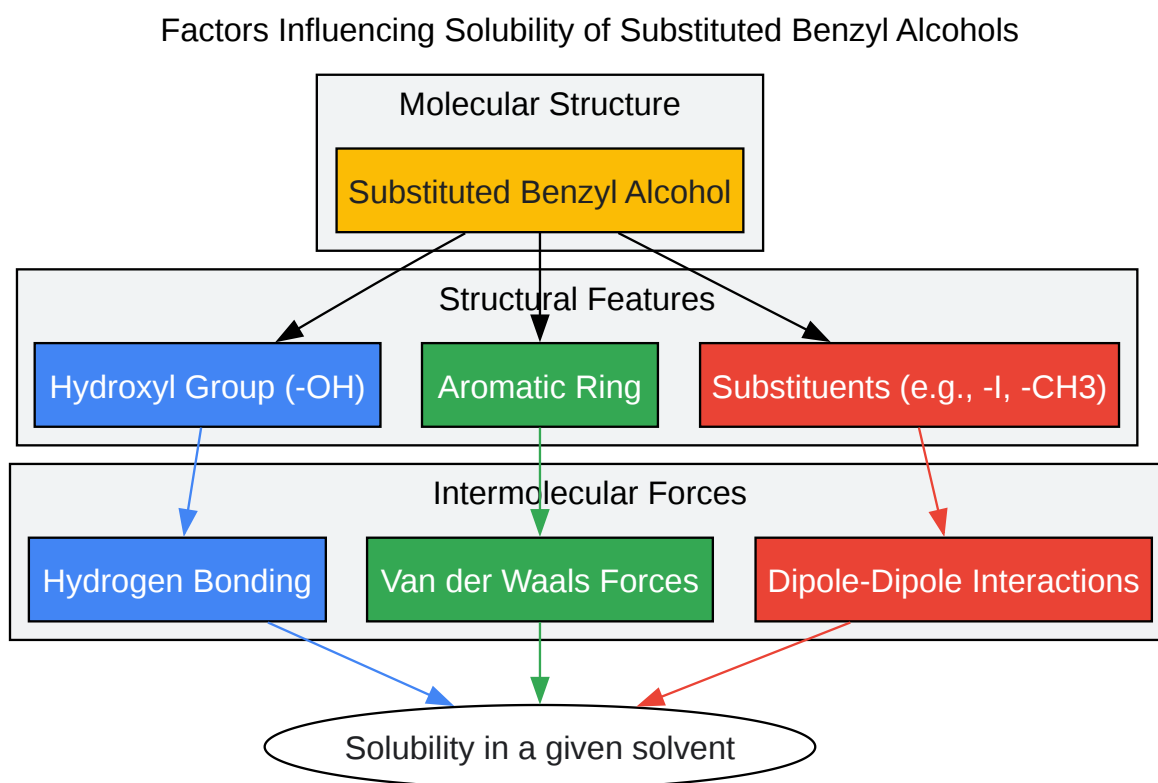 Factors Influencing Solubility of Substituted Benzyl Alcohols
Molecular Structure
Substituted Benzyl Alcohol
Structural Features
Hydroxyl Group (-OH)
Aromatic Ring
Substituents (e.g., -I, -CH3)
Intermolecular Forces
Hydrogen Bonding
Van der Waals Forces
Dipole-Dipole Interactions
Solubility in a given solvent